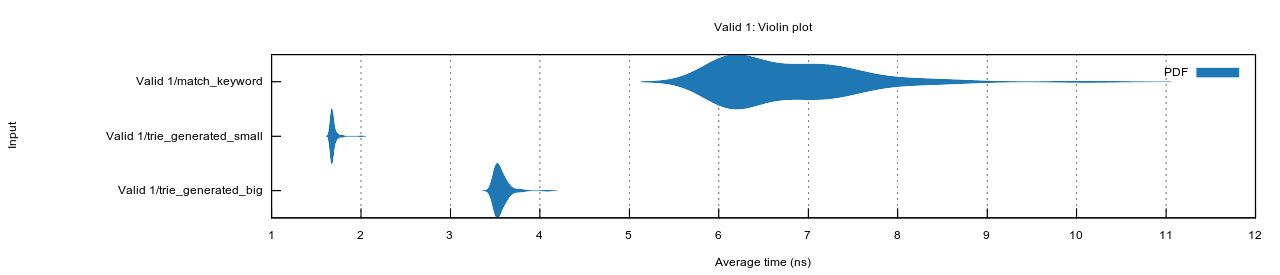 Valid 1: Violin plot
PDF
Valid 1/match_keyword
Valid 1/trie_generated_small
Valid 1/trie_generated_big
Input
1 2 3 4 5 6 7 8 9 10 11 12
Average time (ns)